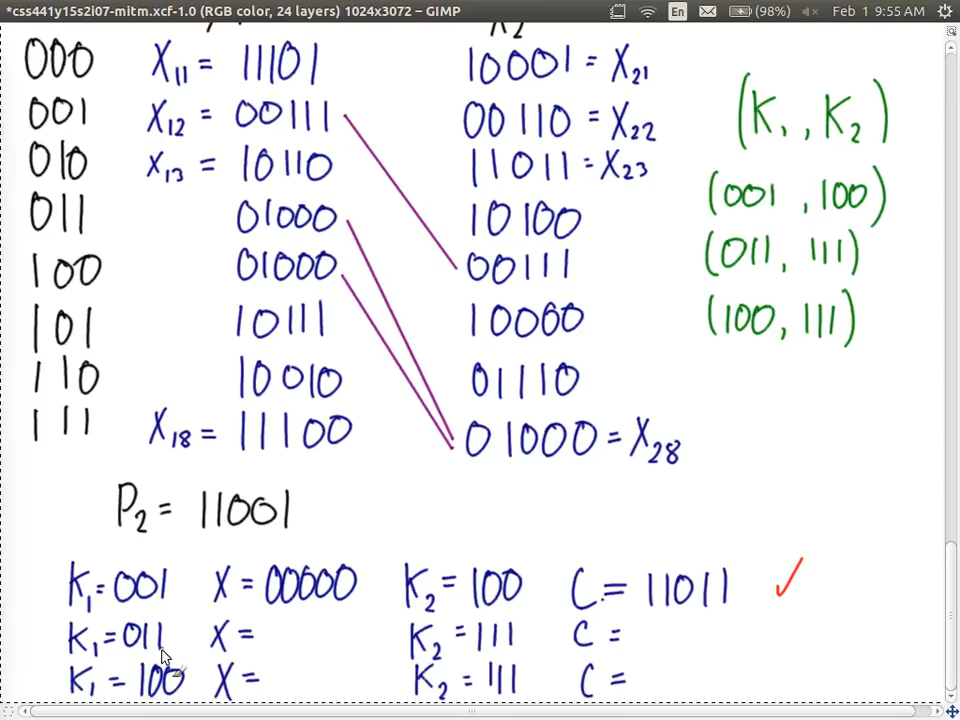 *css441y15s2i07-mitm.xcf-1.0 (RGB color, 24 layers) 1024x3072 – GIMP En (98%) Feb 1 9:55 AM
000 X11 = 11101 10001 = X21
001 X12 = 00111 00110 = X22 (K1, K2)
010 X13 = 10110 11011 = X23
011 01000 10100 (001, 100)
100 01000 00111 (011, 111)
101 10111 10000 (100, 111)
110 10010 01110
111 X18 = 11100 01000 = X28
P2 = 11001
K1=001 X=00000 K2=100 C=11011 ✓
K1=011 X= K2=111 C=
K1=100 X= K2=111 C=